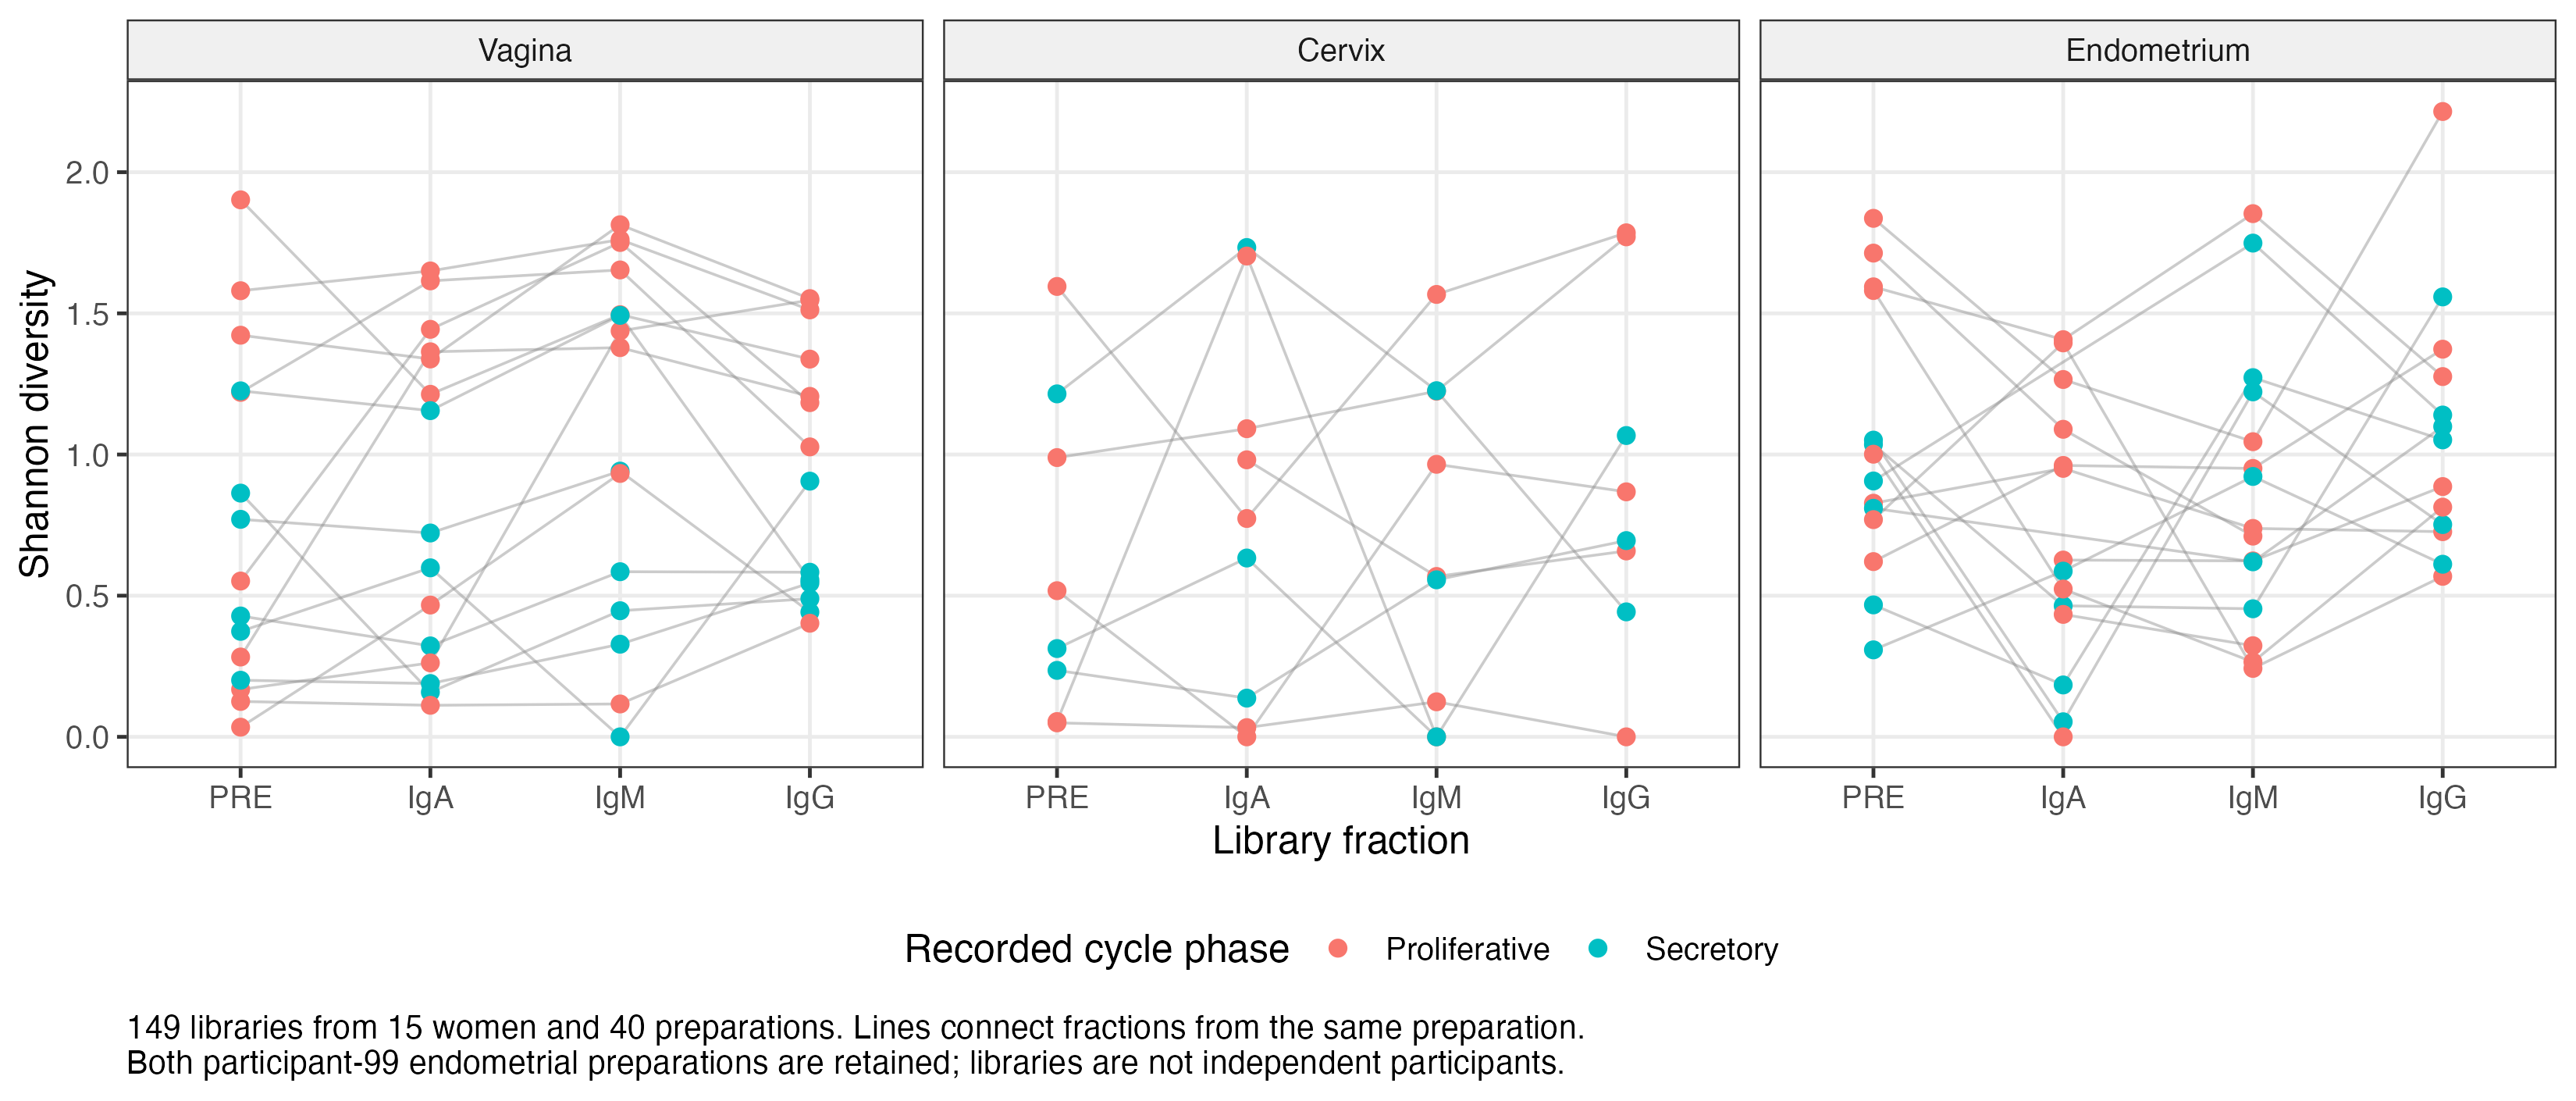 Vagina
Cervix
Endometrium
Shannon diversity
2.0
1.5
1.0
0.5
0.0
PRE IgA IgM IgG
PRE IgA IgM IgG
PRE IgA IgM IgG
Library fraction
Recorded cycle phase Proliferative Secretory
149 libraries from 15 women and 40 preparations. Lines connect fractions from the same preparation.
Both participant-99 endometrial preparations are retained; libraries are not independent participants.